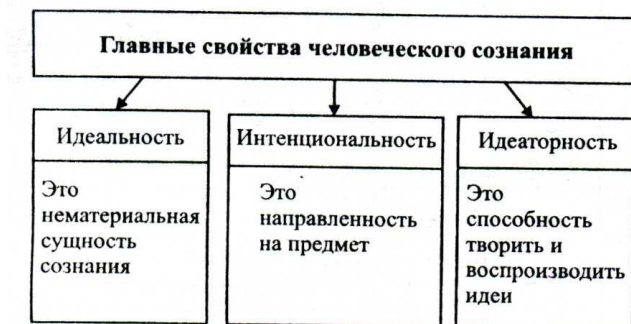 Главные свойства человеческого сознания
Идеальность
Это
нематериальная
сущность
сознания
Интенциональность
Это
направленность
на предмет
Идеаторность
Это
способность
творить и
воспроизводить
идеи